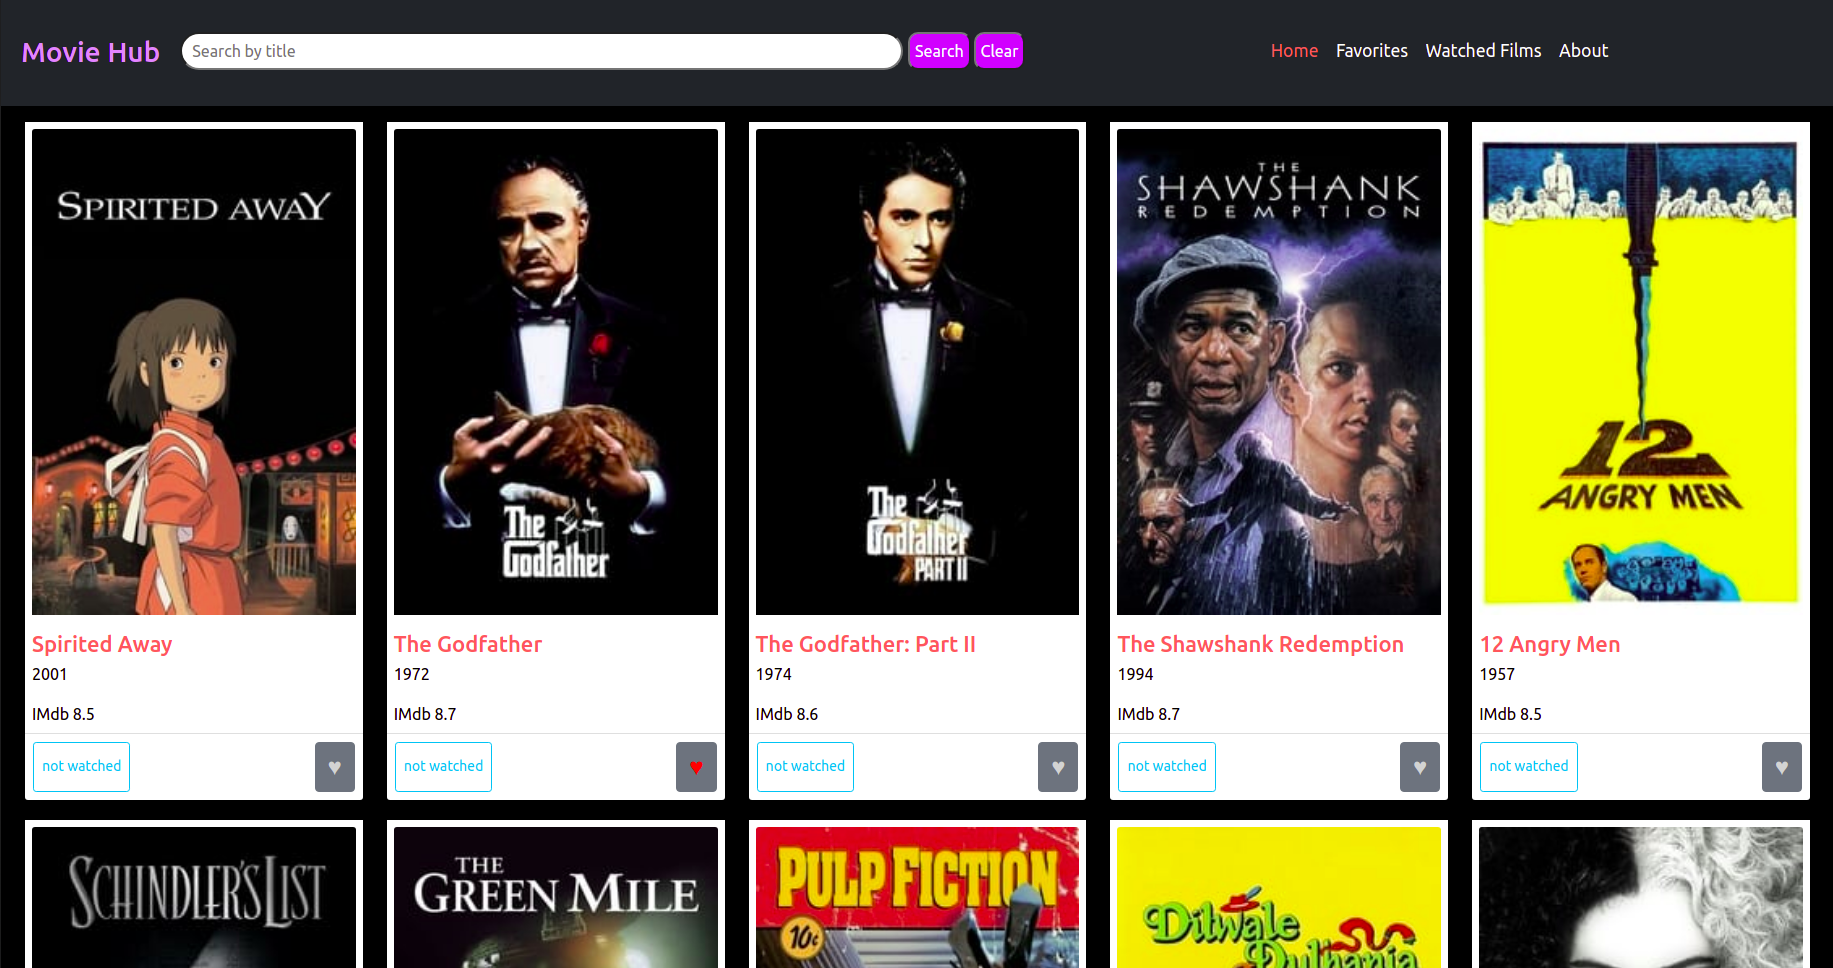 Movie Hub
Search by title
Search
Clear
Home
Favorites
Watched Films
About
SPIRITED AWAY
The
Godfather
The
Godfather
PART II
THE
SHAWSHANK
REDEMPTION
12
ANGRY MEN
Spirited Away
2001
IMdb 8.5
not watched
The Godfather
1972
IMdb 8.7
not watched
The Godfather: Part II
1974
IMdb 8.6
not watched
The Shawshank Redemption
1994
IMdb 8.7
not watched
12 Angry Men
1957
IMdb 8.5
not watched
SCHINDLER'S LIST
THE
GREEN MILE
PULP FICTION
10¢
Dilwale
Dulhania